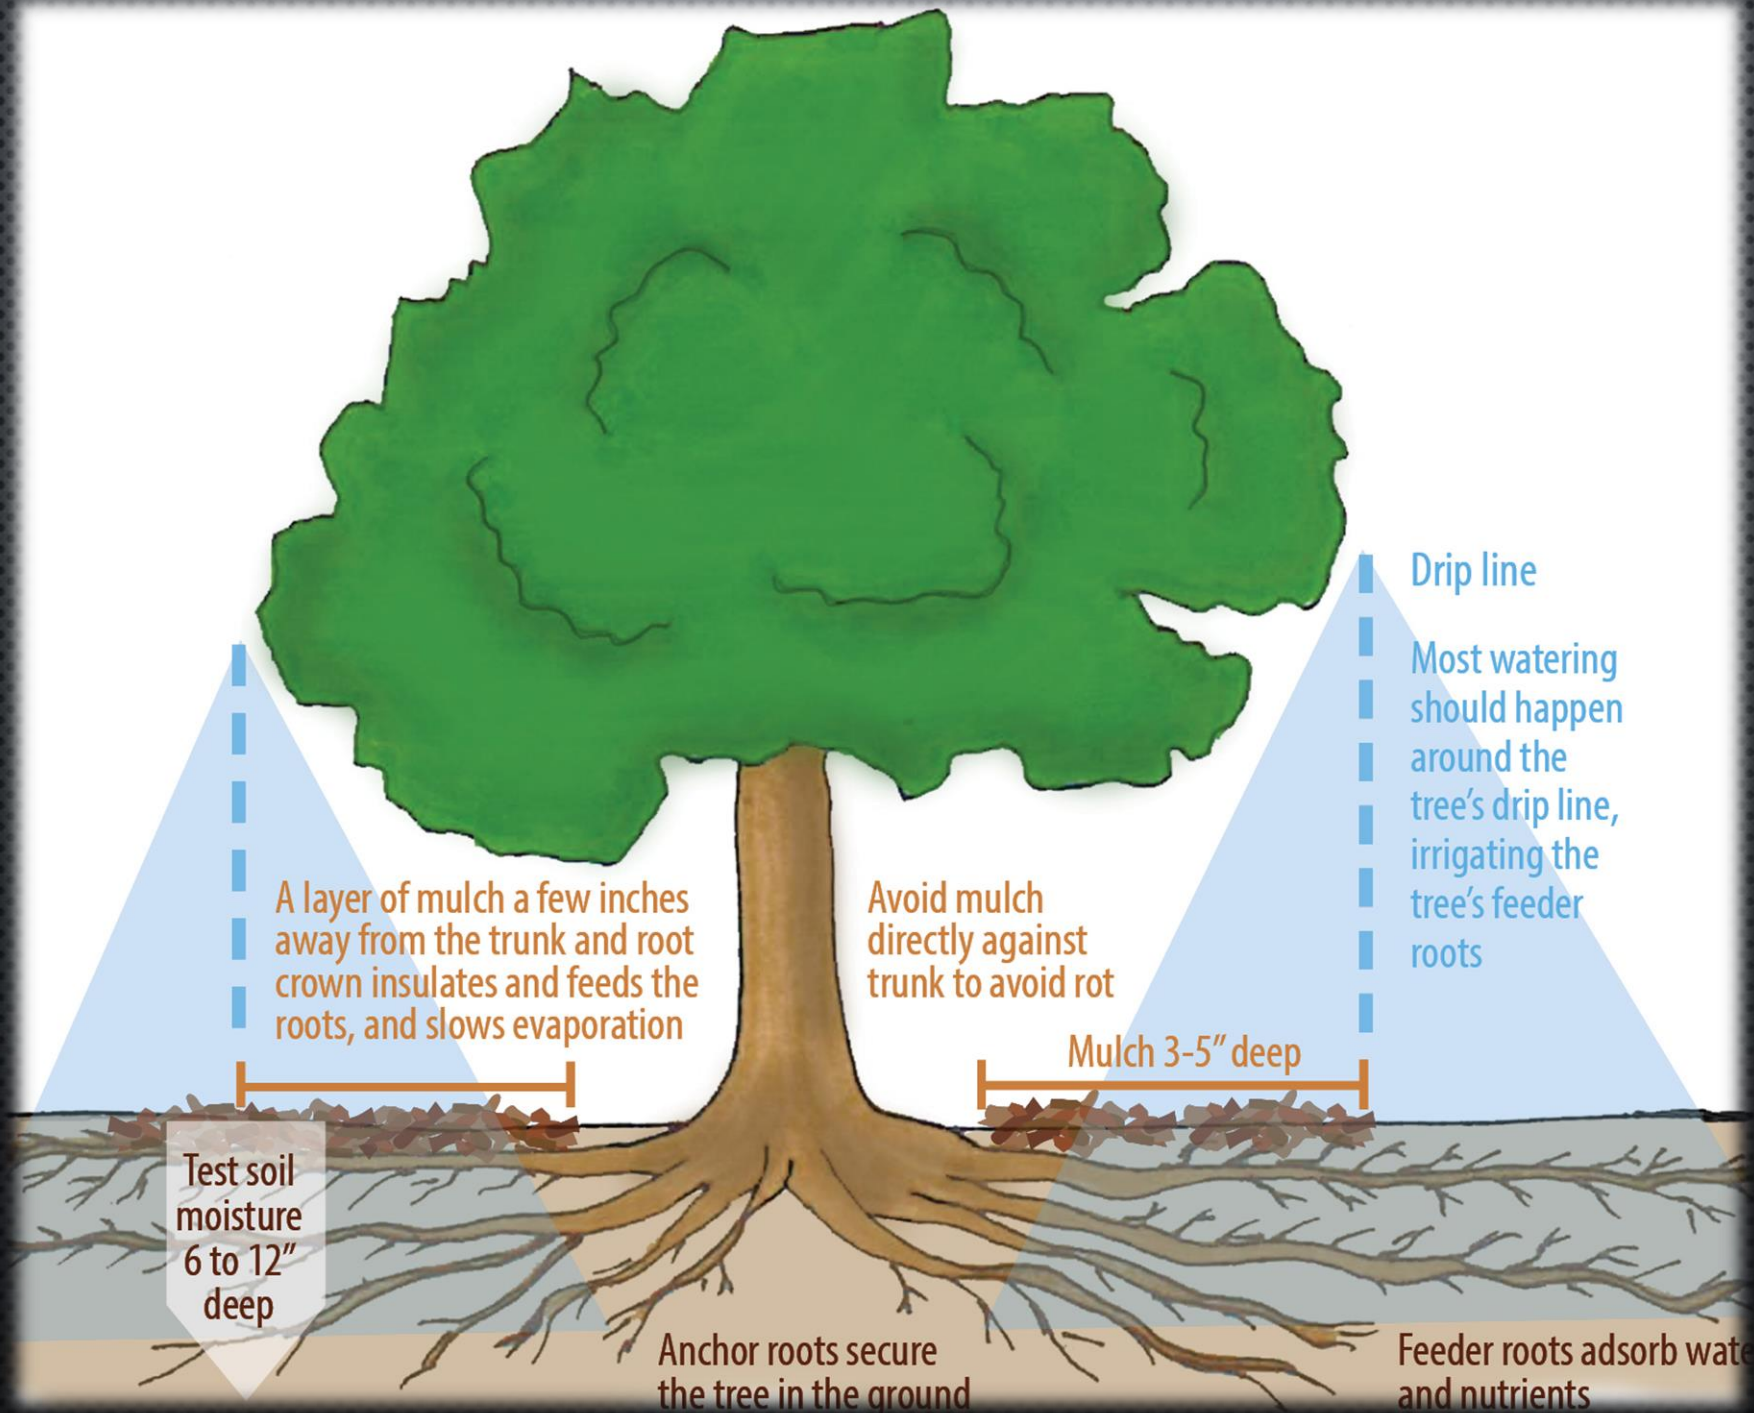 Drip line
Most watering
should happen
around the
tree's drip line,
irrigating the
tree's feeder
roots
A layer of mulch a few inches
away from the trunk and root
crown insulates and feeds the
roots, and slows evaporation
Avoid mulch
directly against
trunk to avoid rot
Mulch 3-5" deep
Test soil
moisture
6 to 12"
deep
Anchor roots secure
the tree in the ground
Feeder roots adsorb wate
and nutrients